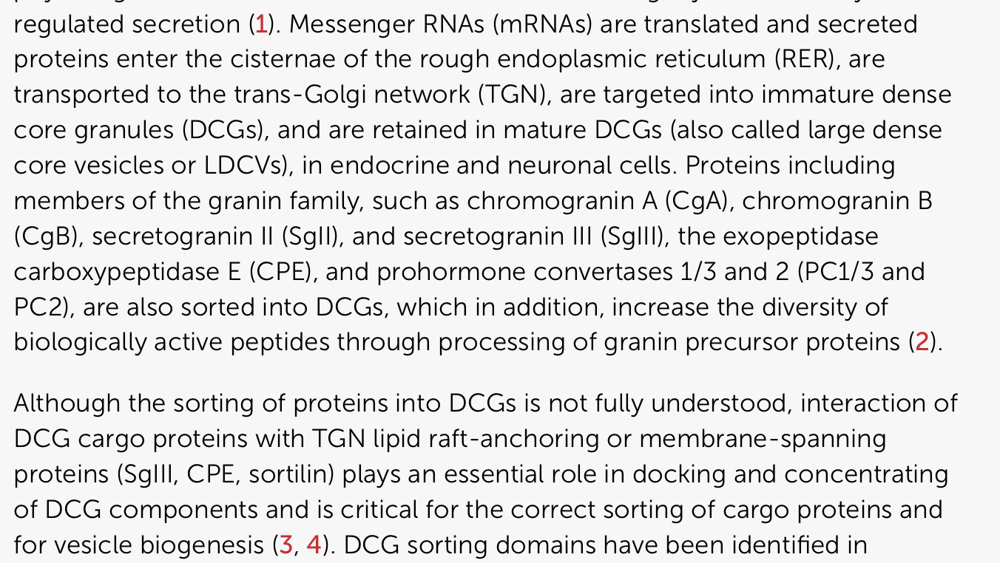 regulated secretion (1). Messenger RNAs (mRNAs) are translated and secreted
proteins enter the cisternae of the rough endoplasmic reticulum (RER), are
transported to the trans-Golgi network (TGN), are targeted into immature dense
core granules (DCGs), and are retained in mature DCGs (also called large dense
core vesicles or LDCVs), in endocrine and neuronal cells. Proteins including
members of the granin family, such as chromogranin A (CgA), chromogranin B
(CgB), secretogranin II (SgII), and secretogranin III (SgIII), the exopeptidase
carboxypeptidase E (CPE), and prohormone convertases 1/3 and 2 (PC1/3 and
PC2), are also sorted into DCGs, which in addition, increase the diversity of
biologically active peptides through processing of granin precursor proteins (2).
Although the sorting of proteins into DCGs is not fully understood, interaction of
DCG cargo proteins with TGN lipid raft-anchoring or membrane-spanning
proteins (SgIII, CPE, sortilin) plays an essential role in docking and concentrating
of DCG components and is critical for the correct sorting of cargo proteins and
for vesicle biogenesis (3, 4). DCG sorting domains have been identified in